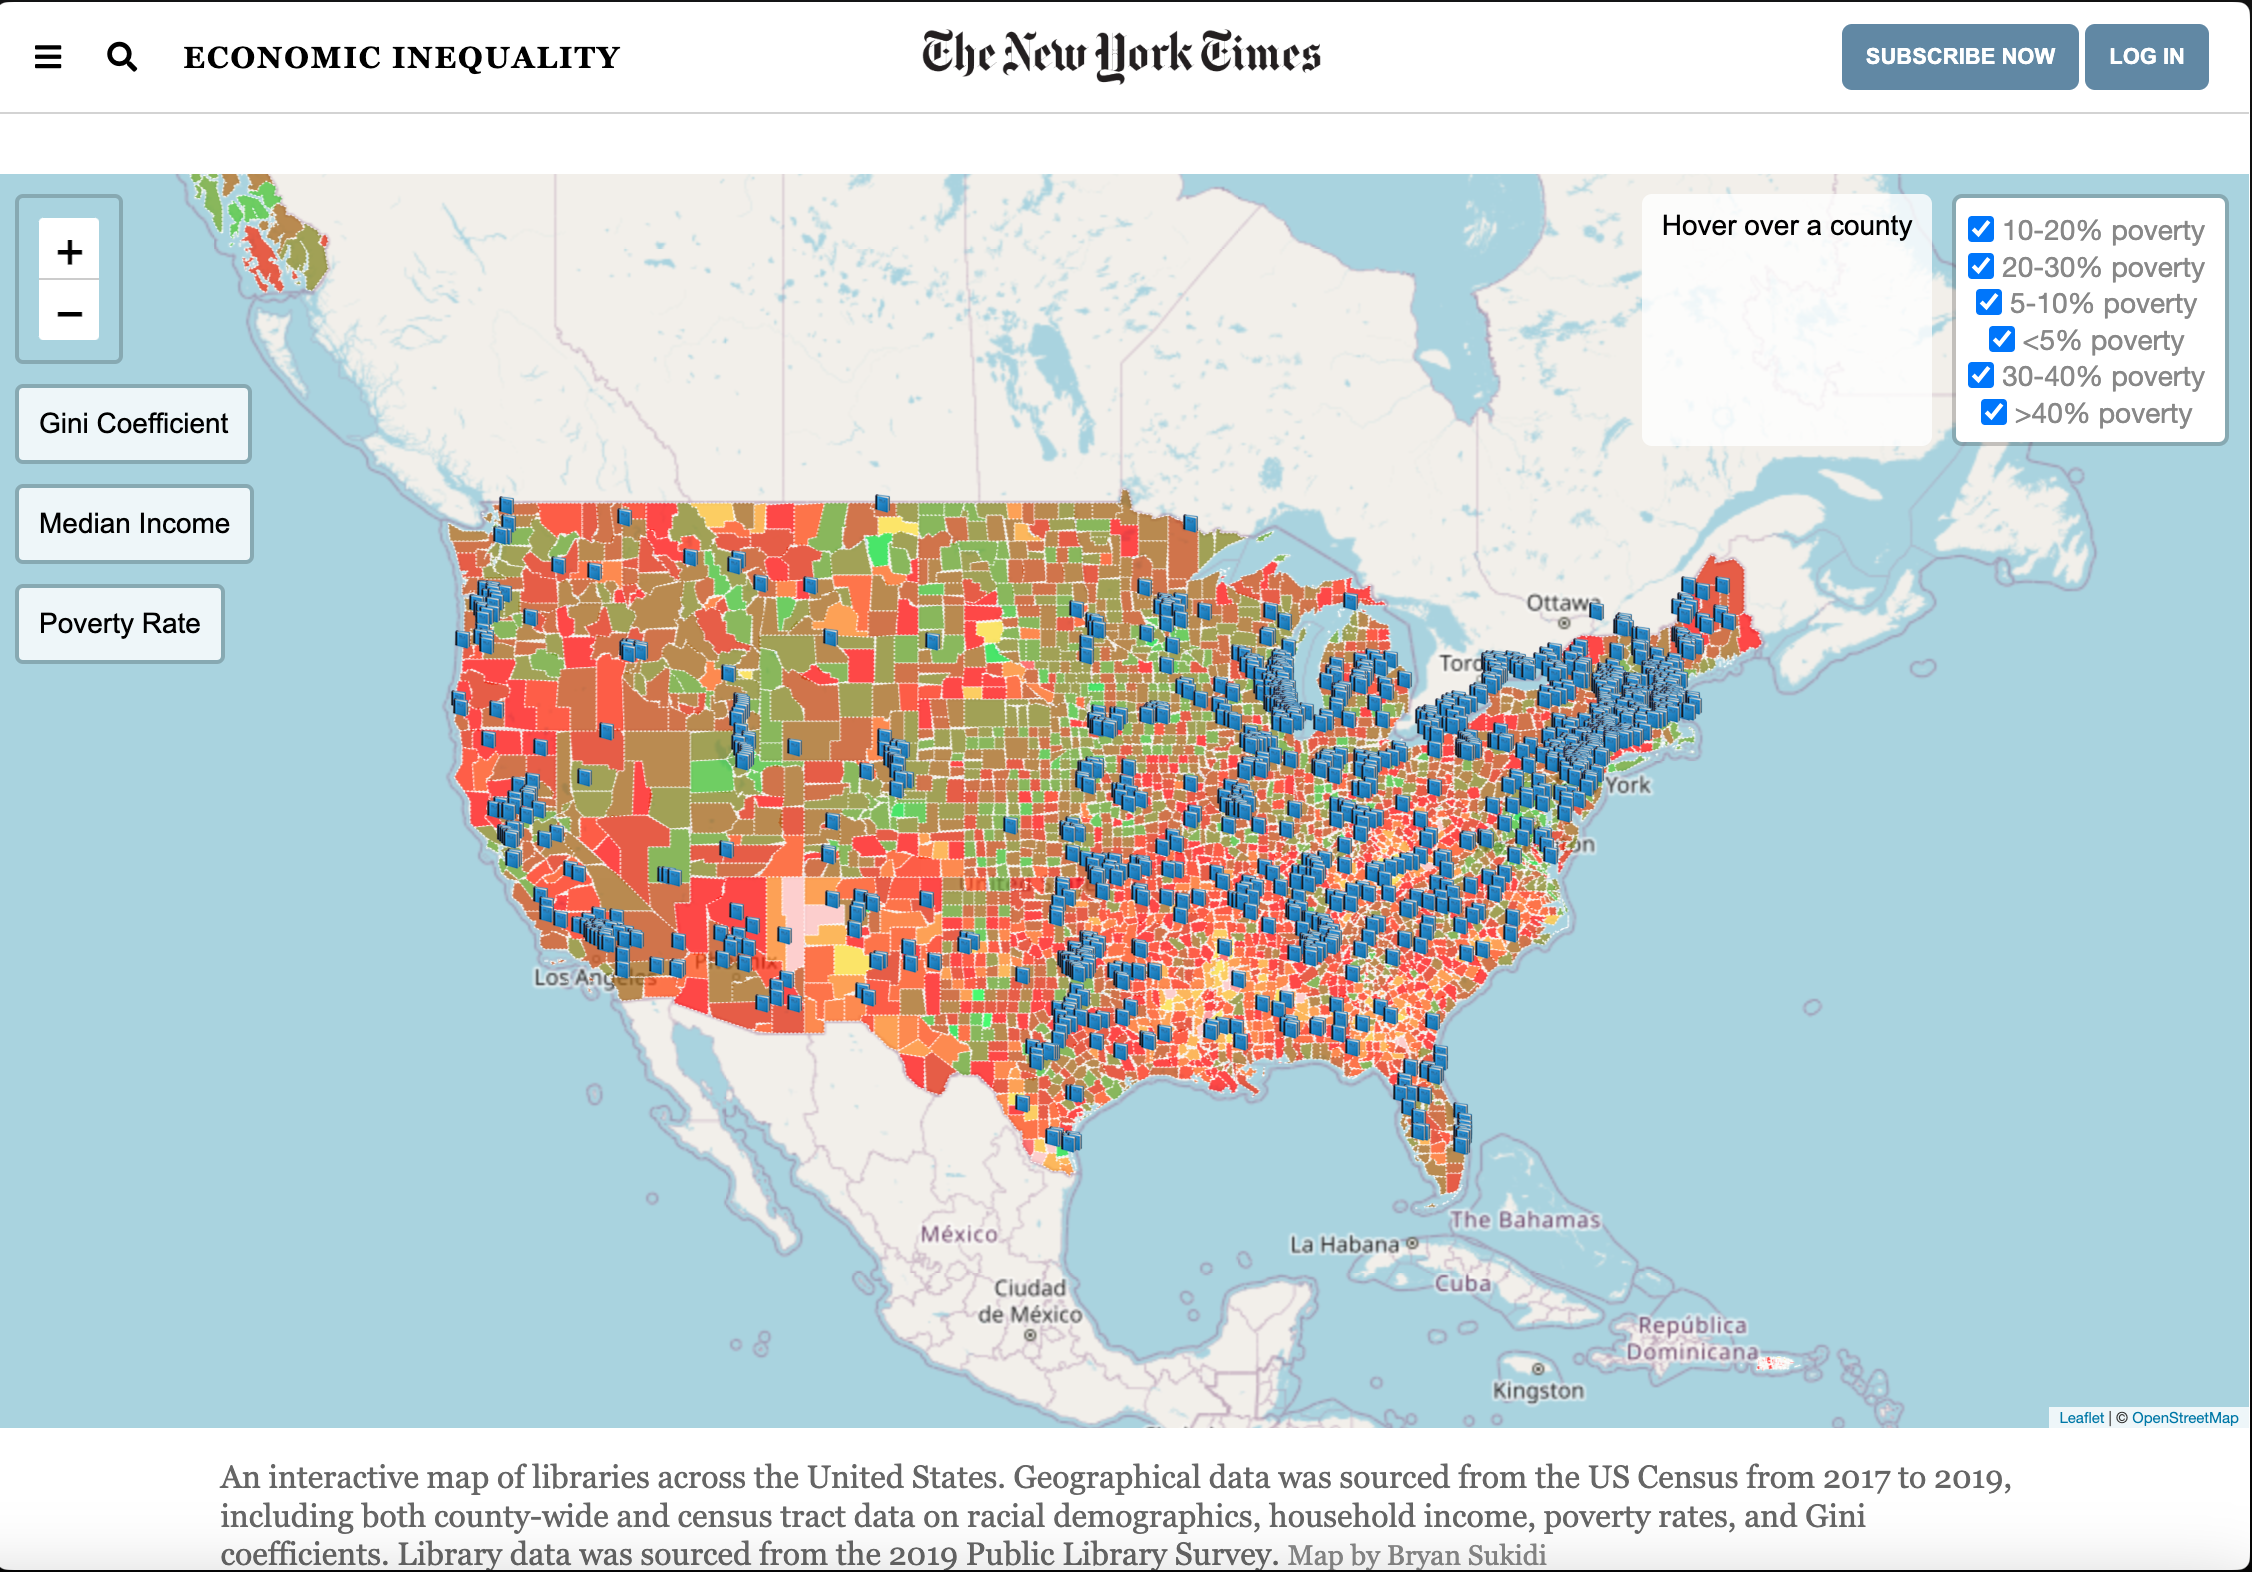 ECONOMIC INEQUALITY
The New York Times
SUBSCRIBE NOW
LOG IN
+
−
Gini Coefficient
Median Income
Poverty Rate
Hover over a county
10-20% poverty
20-30% poverty
5-10% poverty
<5% poverty
30-40% poverty
>40% poverty
Ottawa
York
Los Angeles
Phoenix
México
Ciudad
de México
La Habana
The Bahamas
Cuba
República
Dominicana
Kingston
Leaflet | © OpenStreetMap
An interactive map of libraries across the United States. Geographical data was sourced from the US Census from 2017 to 2019,
including both county-wide and census tract data on racial demographics, household income, poverty rates, and Gini
coefficients. Library data was sourced from the 2019 Public Library Survey. Map by Bryan Sukidi